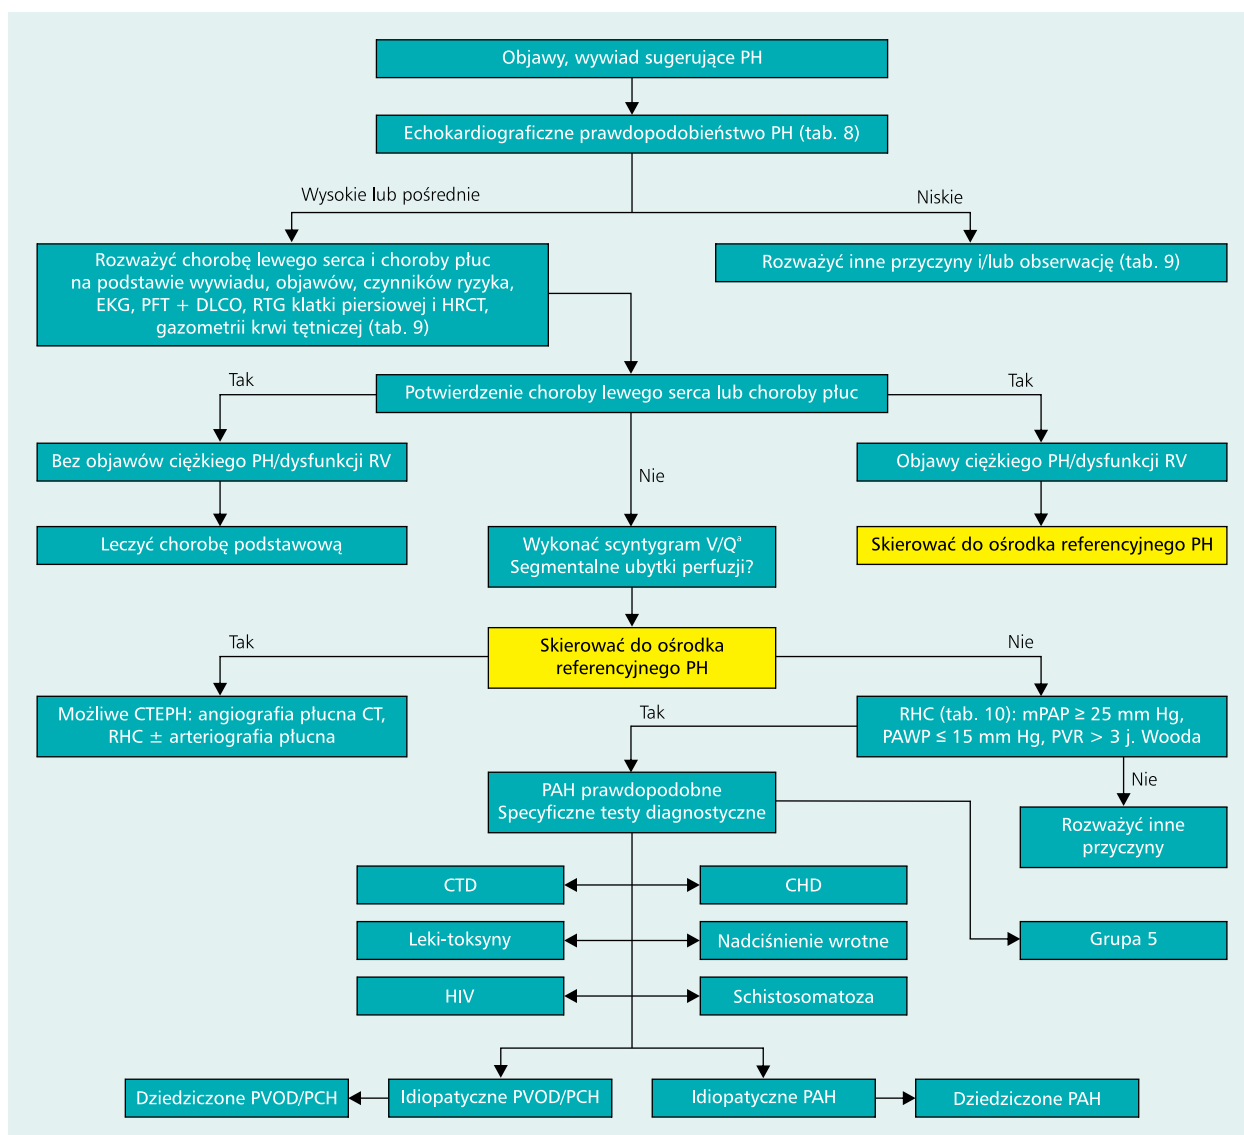 Objawy, wywiad sugerujące PH
Echokardiograficzne prawdopodobieństwo PH (tab. 8)
Wysokie lub pośrednie
Niskie
Rozważyć chorobę lewego serca i choroby płuc
na podstawie wywiadu, objawów, czynników ryzyka,
EKG, PFT + DLCO, RTG klatki piersiowej i HRCT,
gazometrii krwi tętniczej (tab. 9)
Rozważyć inne przyczyny i/lub obserwację (tab. 9)
Tak
Potwierdzenie choroby lewego serca lub choroby płuc
Tak
Bez objawów ciężkiego PH/dysfunkcji RV
Objawy ciężkiego PH/dysfunkcji RV
Nie
Leczyć chorobę podstawową
Wykonać scyntygram V/Qᵃ
Segmentalne ubytki perfuzji?
Skierować do ośrodka referencyjnego PH
Tak
Skierować do ośrodka
referencyjnego PH
Nie
Możliwe CTEPH: angiografia płucna CT,
RHC ± arteriografia płucna
Tak
RHC (tab. 10): mPAP ≥ 25 mm Hg,
PAWP ≤ 15 mm Hg, PVR > 3 j. Wooda
Nie
PAH prawdopodobne
Specyficzne testy diagnostyczne
Rozważyć inne
przyczyny
CTD
CHD
Leki-toksyny
Nadciśnienie wrotne
Grupa 5
HIV
Schistosomatoza
Dziedziczone PVOD/PCH
Idiopatyczne PVOD/PCH
Idiopatyczne PAH
Dziedziczone PAH